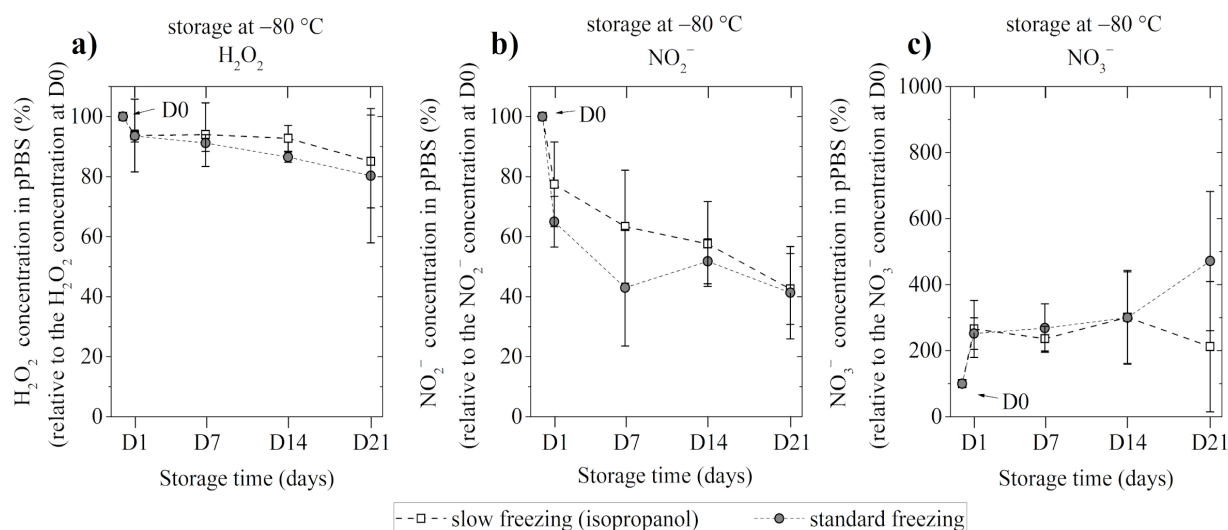 a)
storage at −80 °C
H₂O₂
H₂O₂ concentration in pPBS (%)
(relative to the H₂O₂ concentration at D0)
100
80
60
40
20
0
D0
D1 D7 D14 D21
Storage time (days)
b)
storage at −80 °C
NO₂⁻
NO₂⁻ concentration in pPBS (%)
(relative to the NO₂⁻ concentration at D0)
100
80
60
40
20
0
D0
D1 D7 D14 D21
Storage time (days)
c)
storage at −80 °C
NO₃⁻
NO₃⁻ concentration in pPBS (%)
(relative to the NO₃⁻ concentration at D0)
1000
800
600
400
200
0
D0
D1 D7 D14 D21
Storage time (days)
slow freezing (isopropanol) standard freezing